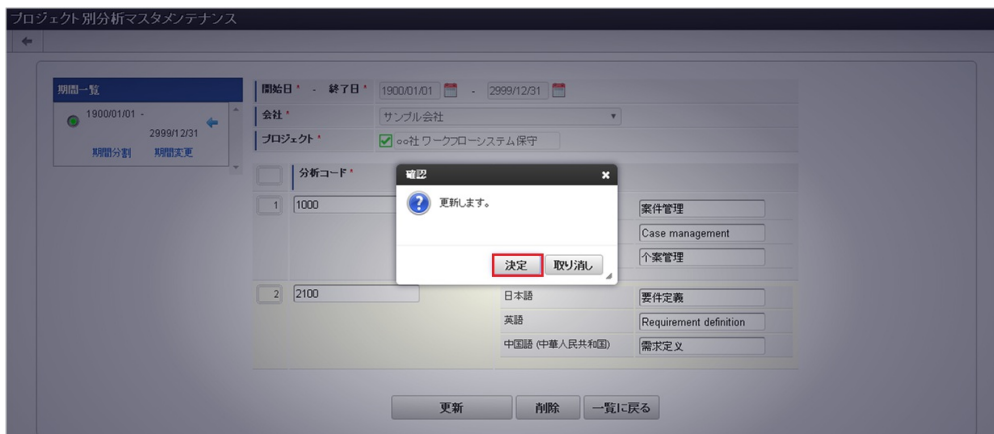 プロジェクト別分析マスタメンテナンス
期間一覧
1900/01/01 -
2999/12/31
期間分割 期間変更
開始日* - 終了日* 1900/01/01 - 2999/12/31
会社* サンプル会社
プロジェクト* ○○社 ワークフローシステム保守
分析コード*
確認
更新します。
決定 取り消し
1 1000 案件管理
Case management
个案管理
2 2100 日本語 要件定義
英語 Requirement definition
中国語 (中華人民共和国) 需求定义
更新 削除 一覧に戻る